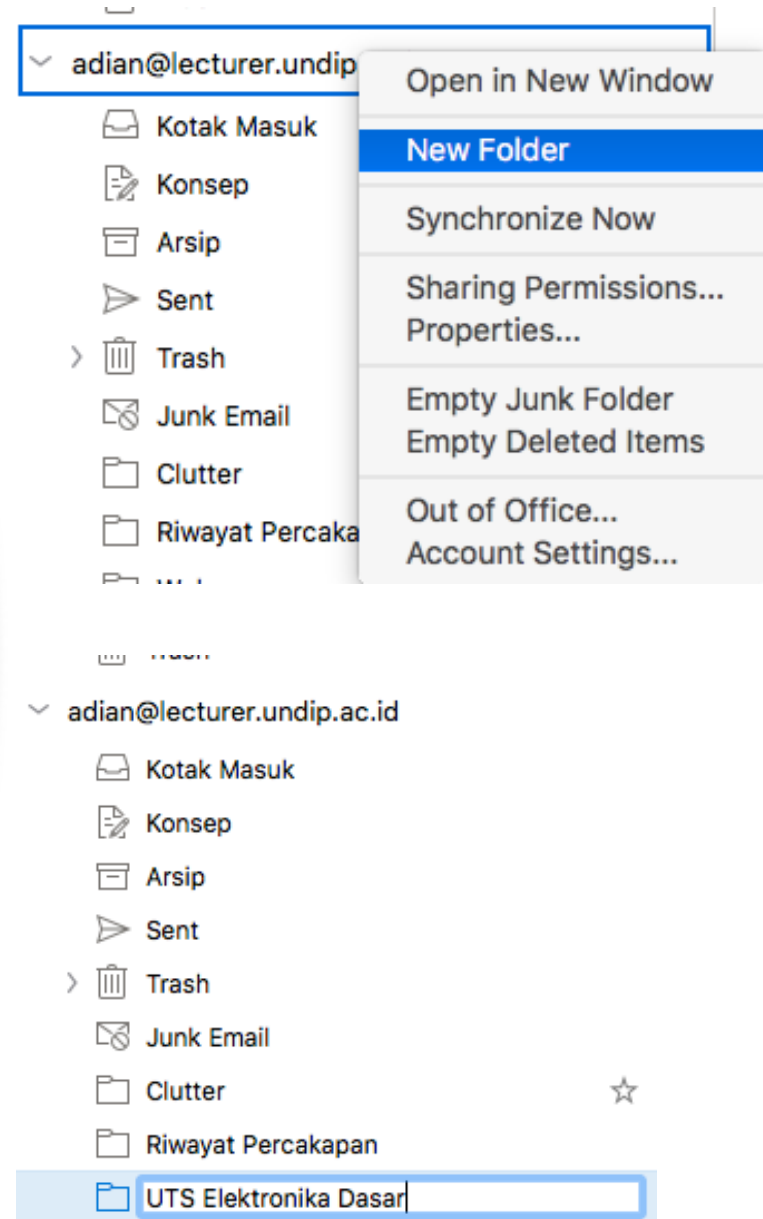 adian@lecturer.undip
Kotak Masuk
Konsep
Arsip
Sent
Trash
Junk Email
Clutter
Riwayat Percaka
Open in New Window
New Folder
Synchronize Now
Sharing Permissions...
Properties...
Empty Junk Folder
Empty Deleted Items
Out of Office...
Account Settings...
adian@lecturer.undip.ac.id
Kotak Masuk
Konsep
Arsip
Sent
Trash
Junk Email
Clutter
Riwayat Percakapan
UTS Elektronika Dasar